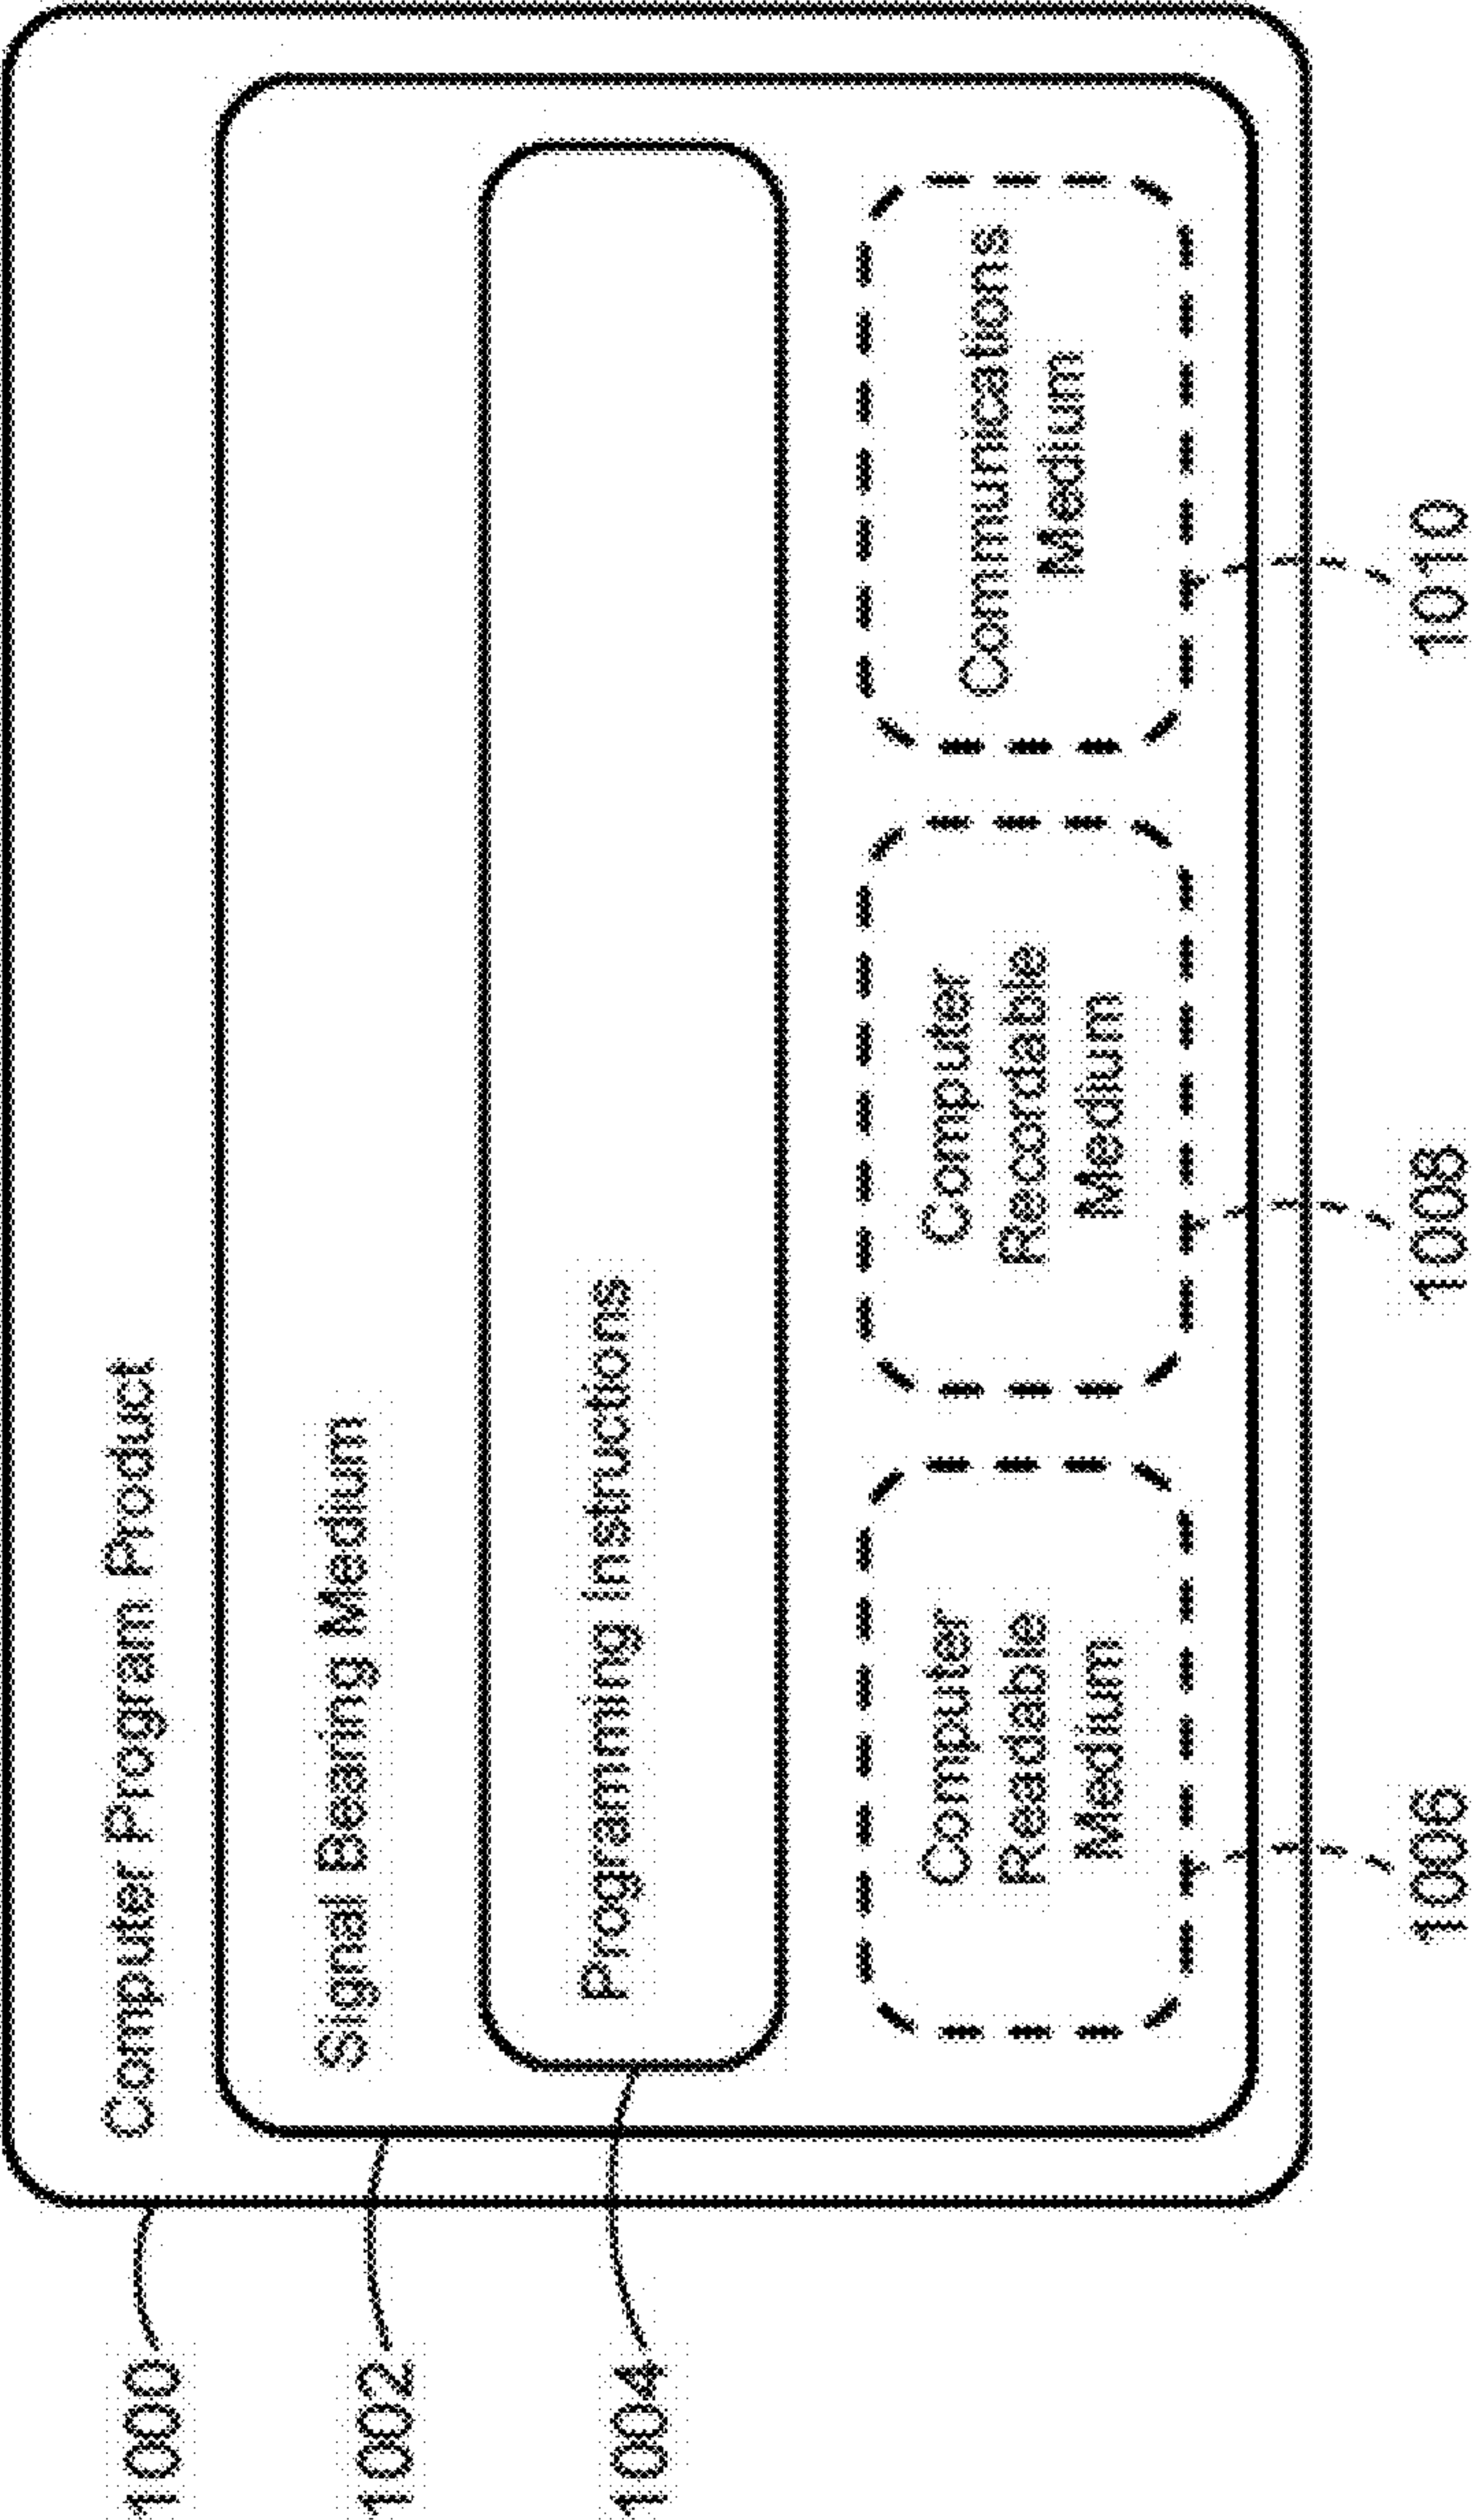 1000
Computer Program Product
1002
Signal Bearing Medium
1004
Programming Instructions
Computer
Readable
Medium
Computer
Recordable
Medium
Communications
Medium
1006
1008
1010